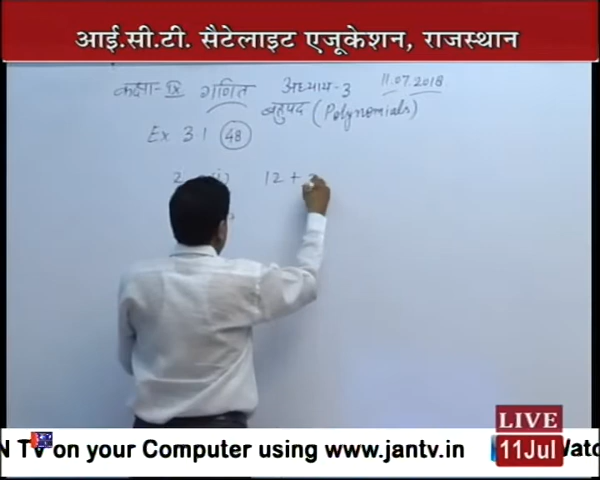 आई.सी.टी. सैटेलाइट एजूकेशन, राजस्थान
कक्षा-IX गणित अध्याय-3 11.07.2018
बहुपद (Polynomials)
Ex 3.1 48
12 +
LIVE
N TV on your Computer using www.jantv.in
11Jul